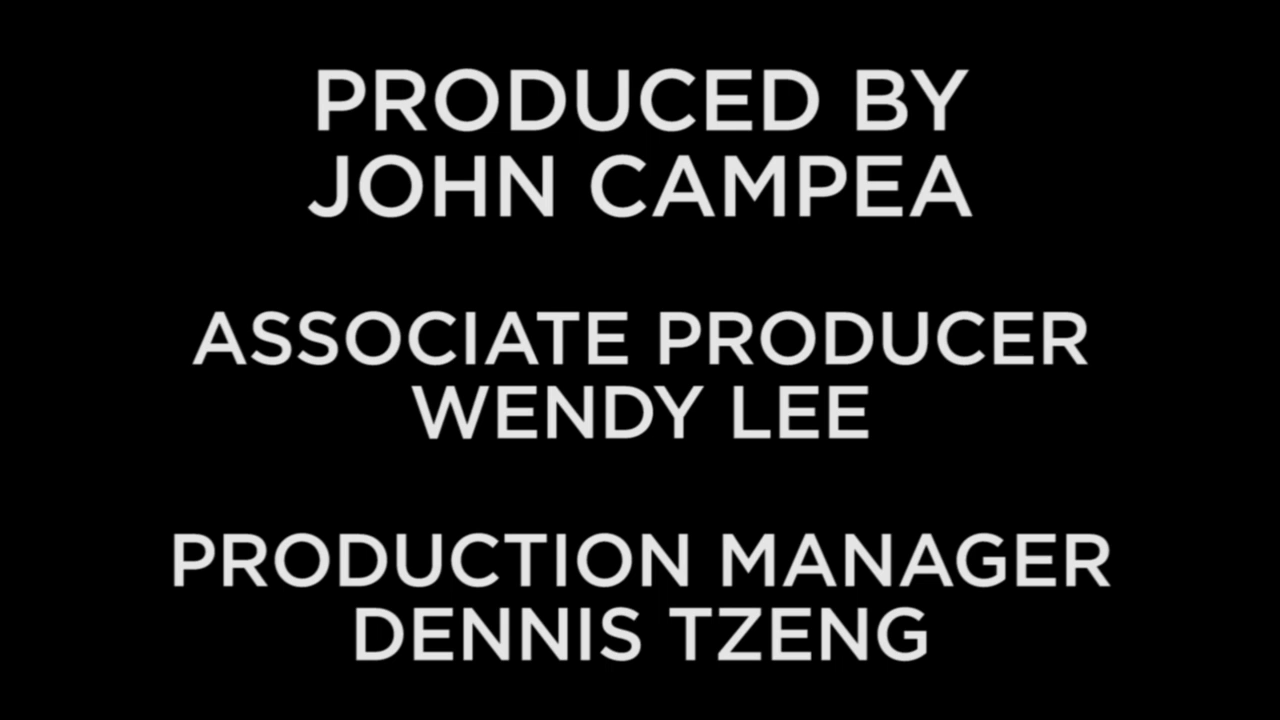 PRODUCED BY
JOHN CAMPEA
ASSOCIATE PRODUCER
WENDY LEE
PRODUCTION MANAGER
DENNIS TZENG